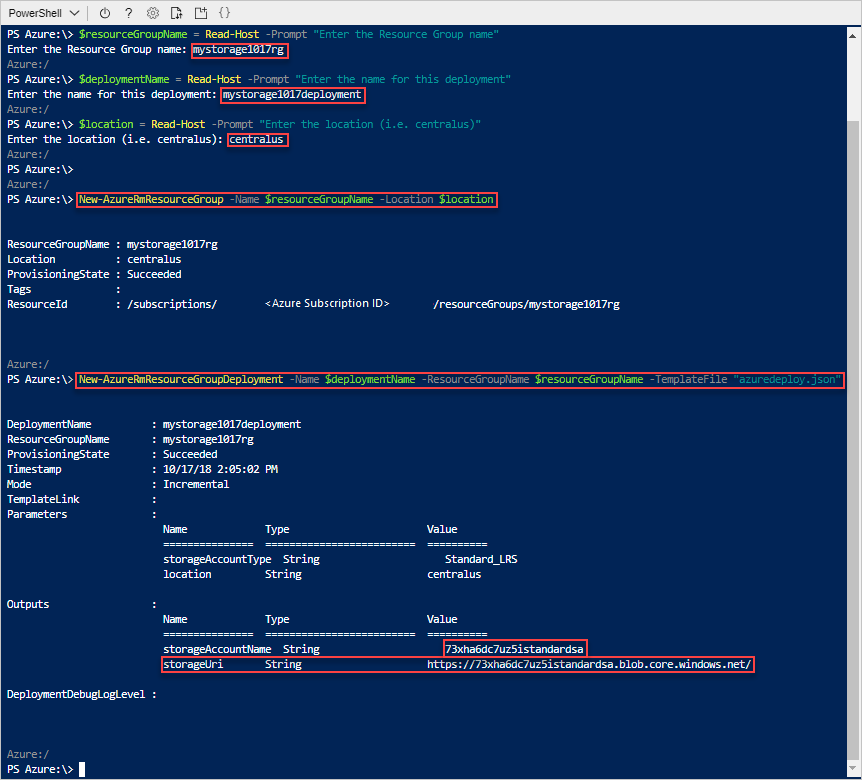 PowerShell ? {}
PS Azure:\> $resourceGroupName = Read-Host -Prompt "Enter the Resource Group name"
Enter the Resource Group name: mystorage1017rg
Azure:/
PS Azure:\> $deploymentName = Read-Host -Prompt "Enter the name for this deployment"
Enter the name for this deployment: mystorage1017deployment
Azure:/
PS Azure:\> $location = Read-Host -Prompt "Enter the location (i.e. centralus)"
Enter the location (i.e. centralus): centralus
Azure:/
PS Azure:\>
Azure:/
PS Azure:\> New-AzureRmResourceGroup -Name $resourceGroupName -Location $location
ResourceGroupName : mystorage1017rg
Location : centralus
ProvisioningState : Succeeded
Tags :
ResourceId : /subscriptions/ <Azure Subscription ID> /resourceGroups/mystorage1017rg
Azure:/
PS Azure:\> New-AzureRmResourceGroupDeployment -Name $deploymentName -ResourceGroupName $resourceGroupName -TemplateFile "azuredeploy.json"
DeploymentName : mystorage1017deployment
ResourceGroupName : mystorage1017rg
ProvisioningState : Succeeded
Timestamp : 10/17/18 2:05:02 PM
Mode : Incremental
TemplateLink :
Parameters :
Name Type Value
=============== ========================= ==========
storageAccountType String Standard_LRS
location String centralus
Outputs :
Name Type Value
=============== ========================= ==========
storageAccountName String 73xha6dc7uz5istandardsa
storageUri String https://73xha6dc7uz5istandardsa.blob.core.windows.net/
DeploymentDebugLogLevel :
Azure:/
PS Azure:\>